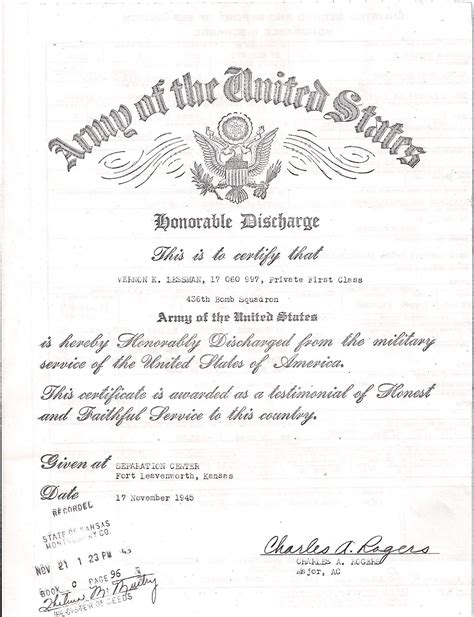 Army of the United States
Honorable Discharge
This is to certify that
VERNON K. LESSMAN, 17 060 997, Private First Class
436th Bomb Squadron
Army of the United States
is hereby Honorably Discharged from the military
service of the United States of America.
This certificate is awarded as a testimonial of Honest
and Faithful Service to this country.
Given at SEPARATION CENTER
Fort Leavenworth, Kansas
Date 17 November 1945
RECORDED
STATE OF KANSAS
NOV 21 1 23 PM 45
BOOK PAGE 96
REGISTER OF DEEDS
Charles A. Rogers
CHARLES A. ROGERS
Major, AC